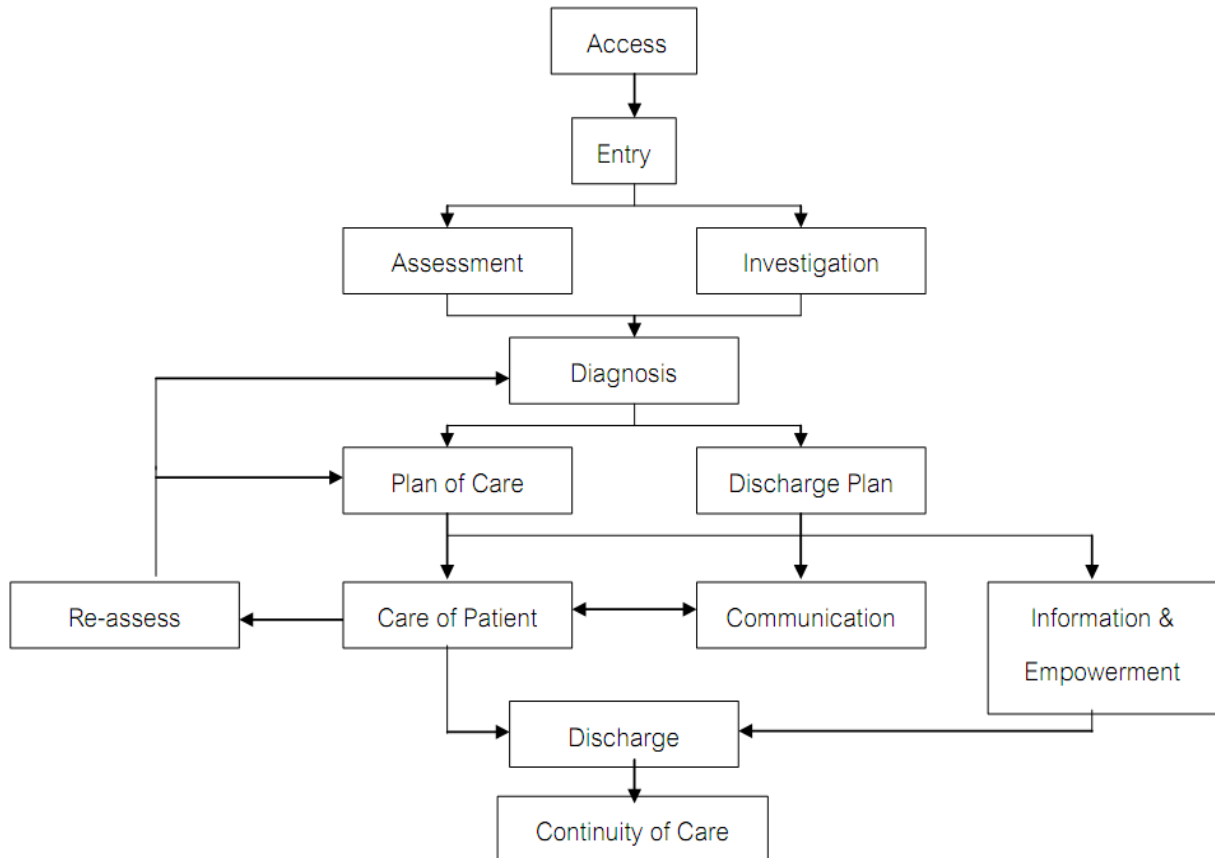 Access
Entry
Assessment
Investigation
Diagnosis
Plan of Care
Discharge Plan
Re-assess
Care of Patient
Communication
Information &
Empowerment
Discharge
Continuity of Care